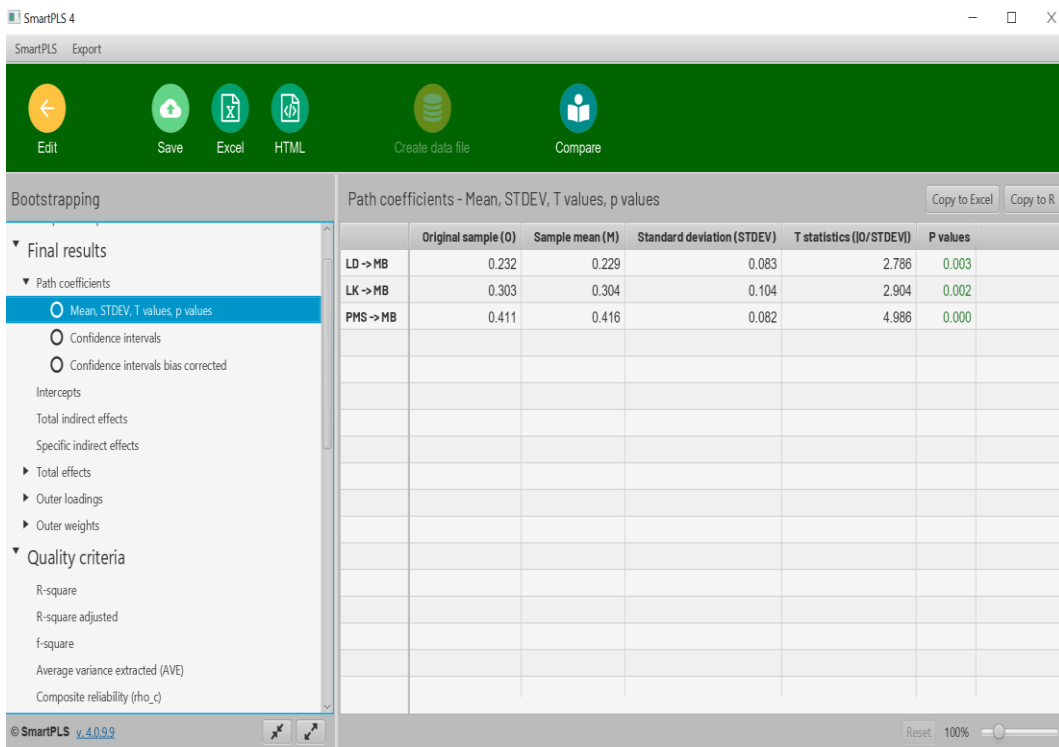 SmartPLS 4
SmartPLS Export
Edit Save Excel HTML Create data file Compare
Bootstrapping
Final results
Path coefficients
Mean, STDEV, T values, p values
Confidence intervals
Confidence intervals bias corrected
Intercepts
Total indirect effects
Specific indirect effects
Total effects
Outer loadings
Outer weights
Quality criteria
R-square
R-square adjusted
f-square
Average variance extracted (AVE)
Composite reliability (rho_c)
Path coefficients - Mean, STDEV, T values, p values
Copy to Excel Copy to R
Original sample (O) Sample mean (M) Standard deviation (STDEV) T statistics (|O/STDEV|) P values
LD -> MB 0.232 0.229 0.083 2.786 0.003
LK -> MB 0.303 0.304 0.104 2.904 0.002
PMS -> MB 0.411 0.416 0.082 4.986 0.000
© SmartPLS v. 4.0.9.9
Reset 100%